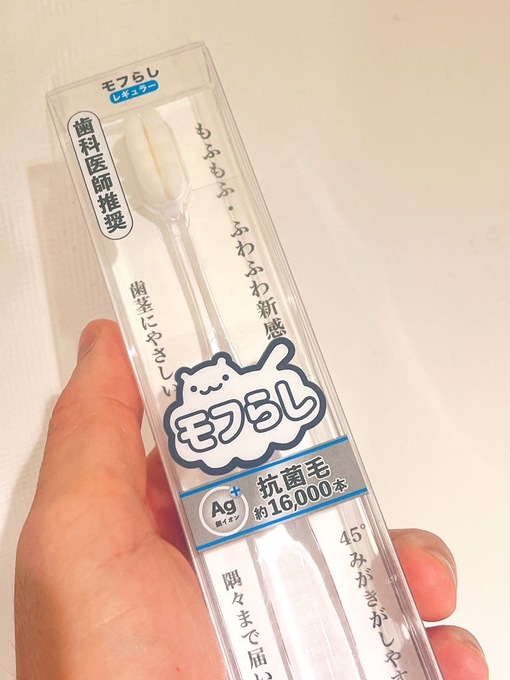 モフらし
レギュラー
歯科医師推奨
もふもふ・ふわふわ新感
歯茎にやさしい
モフらし
Ag+
銀イオン
抗菌毛
約16,000本
45°みがきがしやす
隅々まで届い